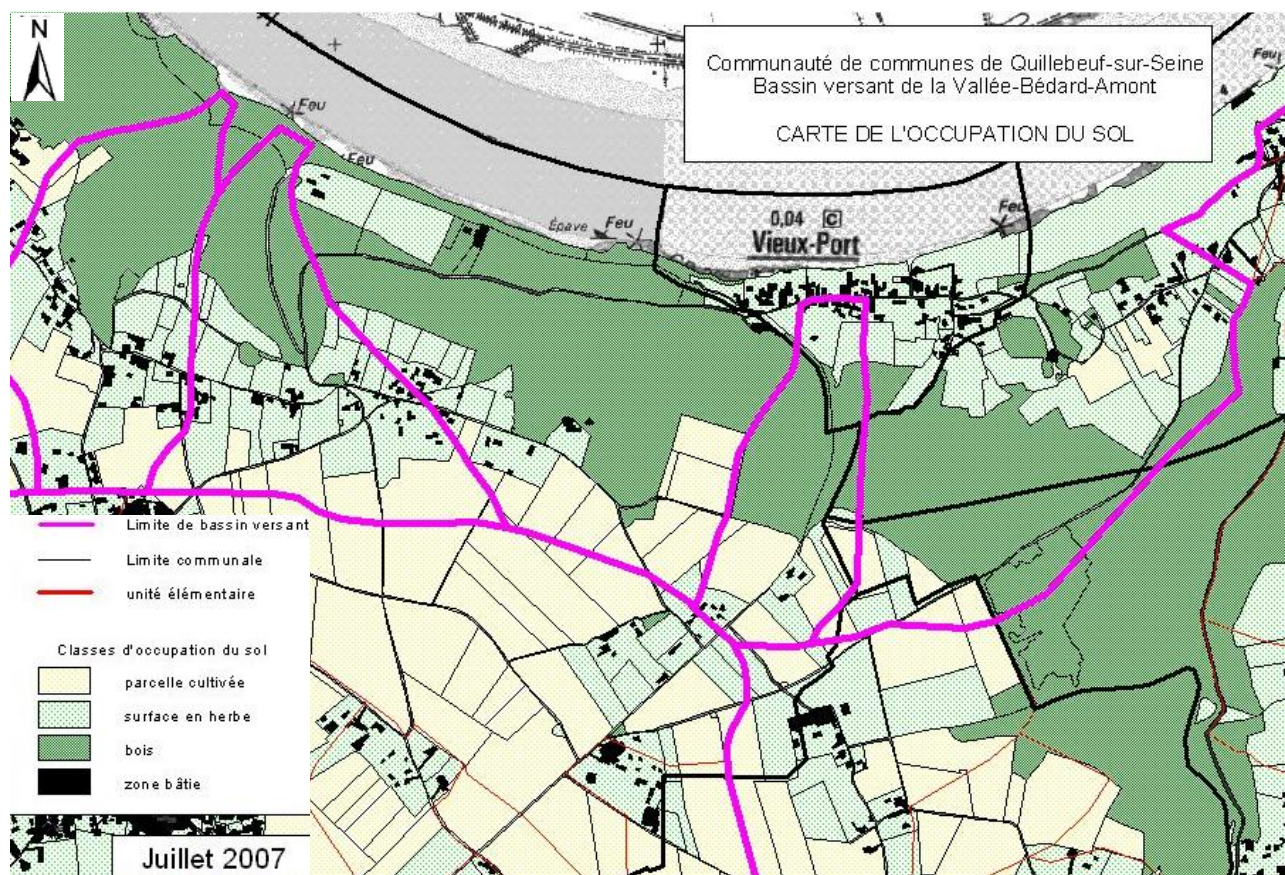 N
Communauté de communes de Quillebeuf-sur-Seine
Bassin versant de la Vallée-Bédard-Amont
CARTE DE L'OCCUPATION DU SOL
Feu
Feu
Feu
Épave Feu
0,04 C
Vieux-Port
Feu
Limite de bassin versant
Limite communale
unité élémentaire
Classes d'occupation du sol
parcelle cultivée
surface en herbe
bois
zone bâtie
Juillet 2007